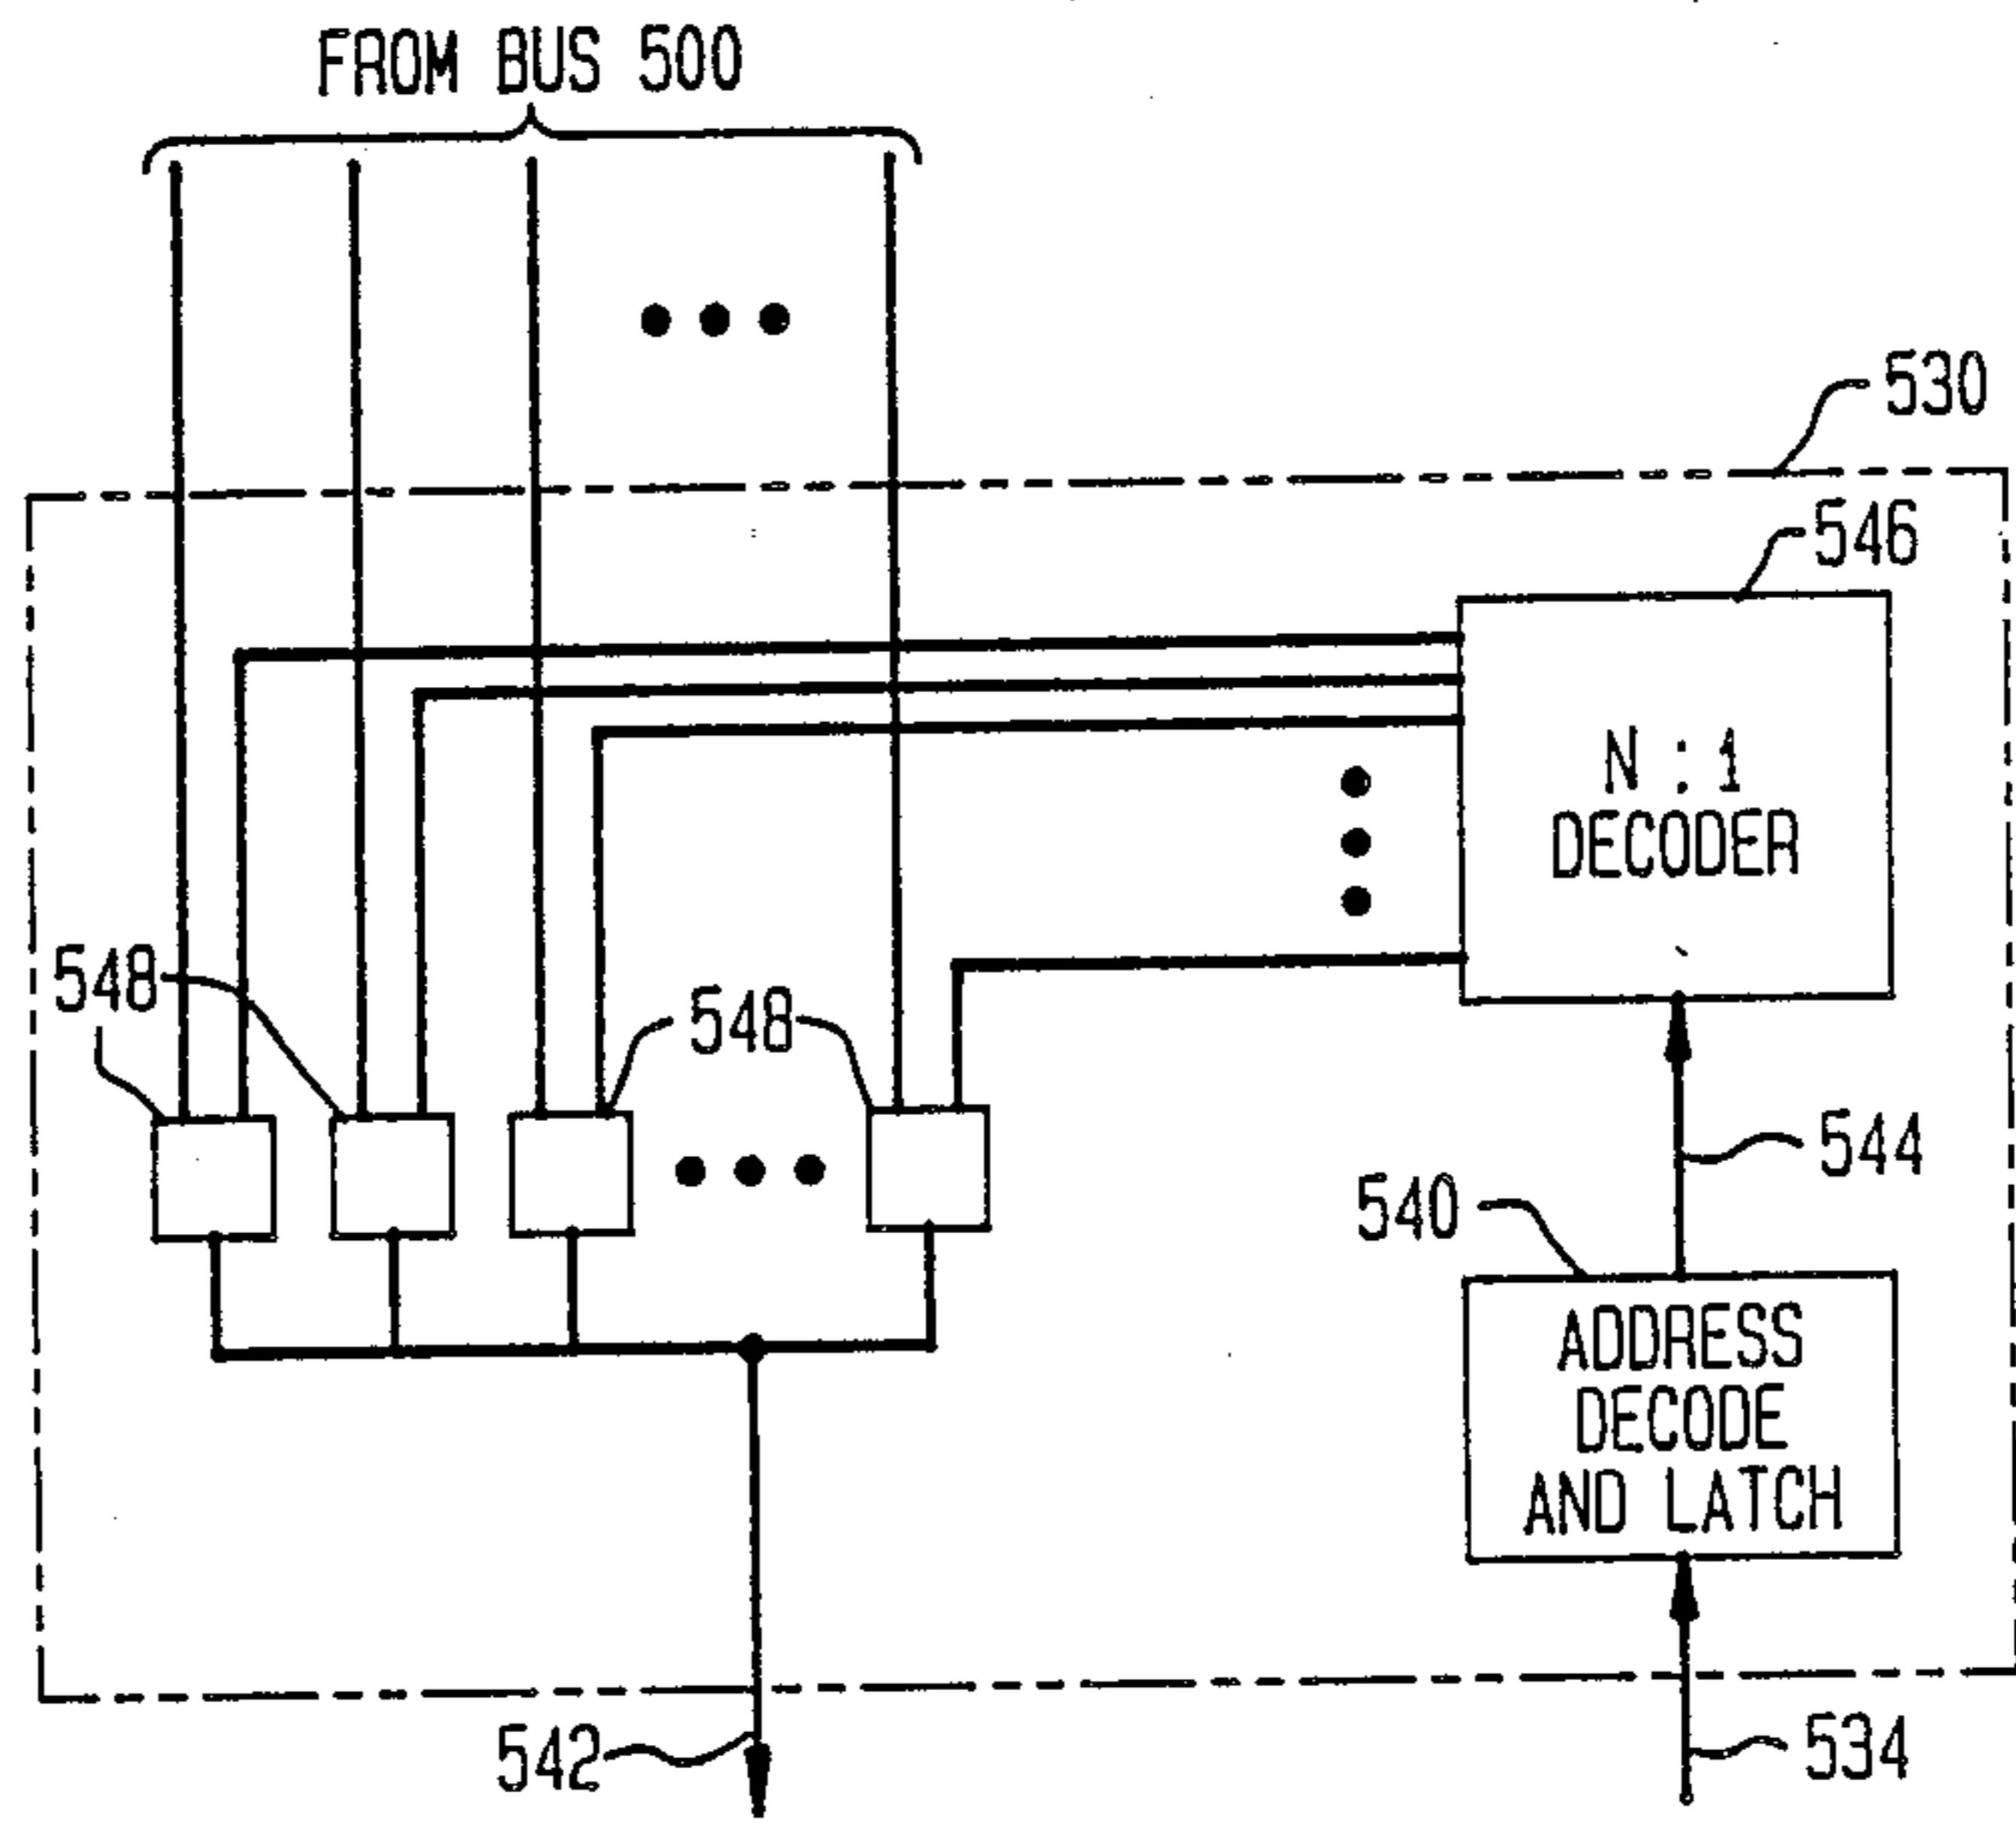 FROM BUS 500
530
546
N : 1
DECODER
548
548
544
540
ADDRESS
DECODE
AND LATCH
542
534